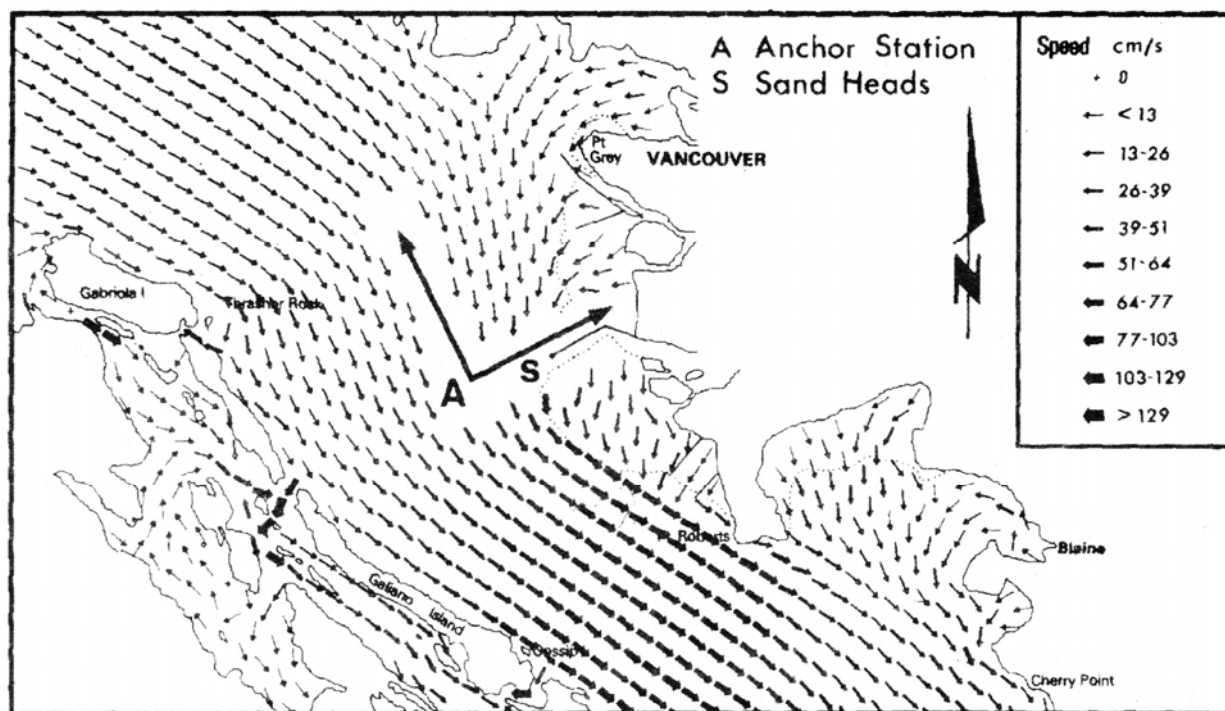 A Anchor Station
S Sand Heads
Speed cm/s
0
<13
13-26
26-39
39-51
51-64
64-77
77-103
103-129
>129
Pt
Grey
VANCOUVER
Gabriola I
Thrasher Rock
A
S
Roberts
Blaine
Galiano Island
Gossip I
Cherry Point